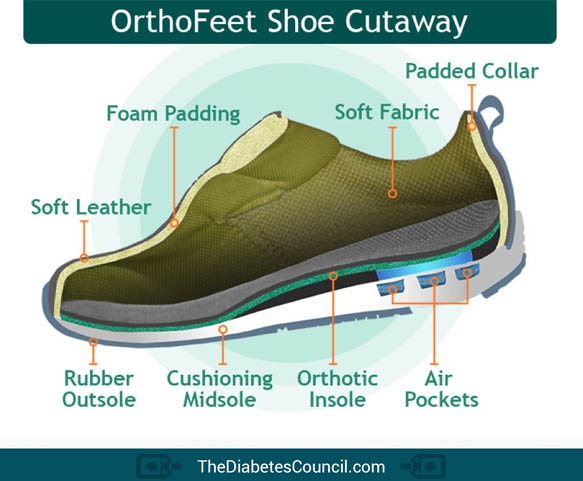 OrthoFeet Shoe Cutaway
Padded Collar
Foam Padding
Soft Fabric
Soft Leather
Rubber
Outsole
Cushioning
Midsole
Orthotic
Insole
Air
Pockets
TheDiabetesCouncil.com